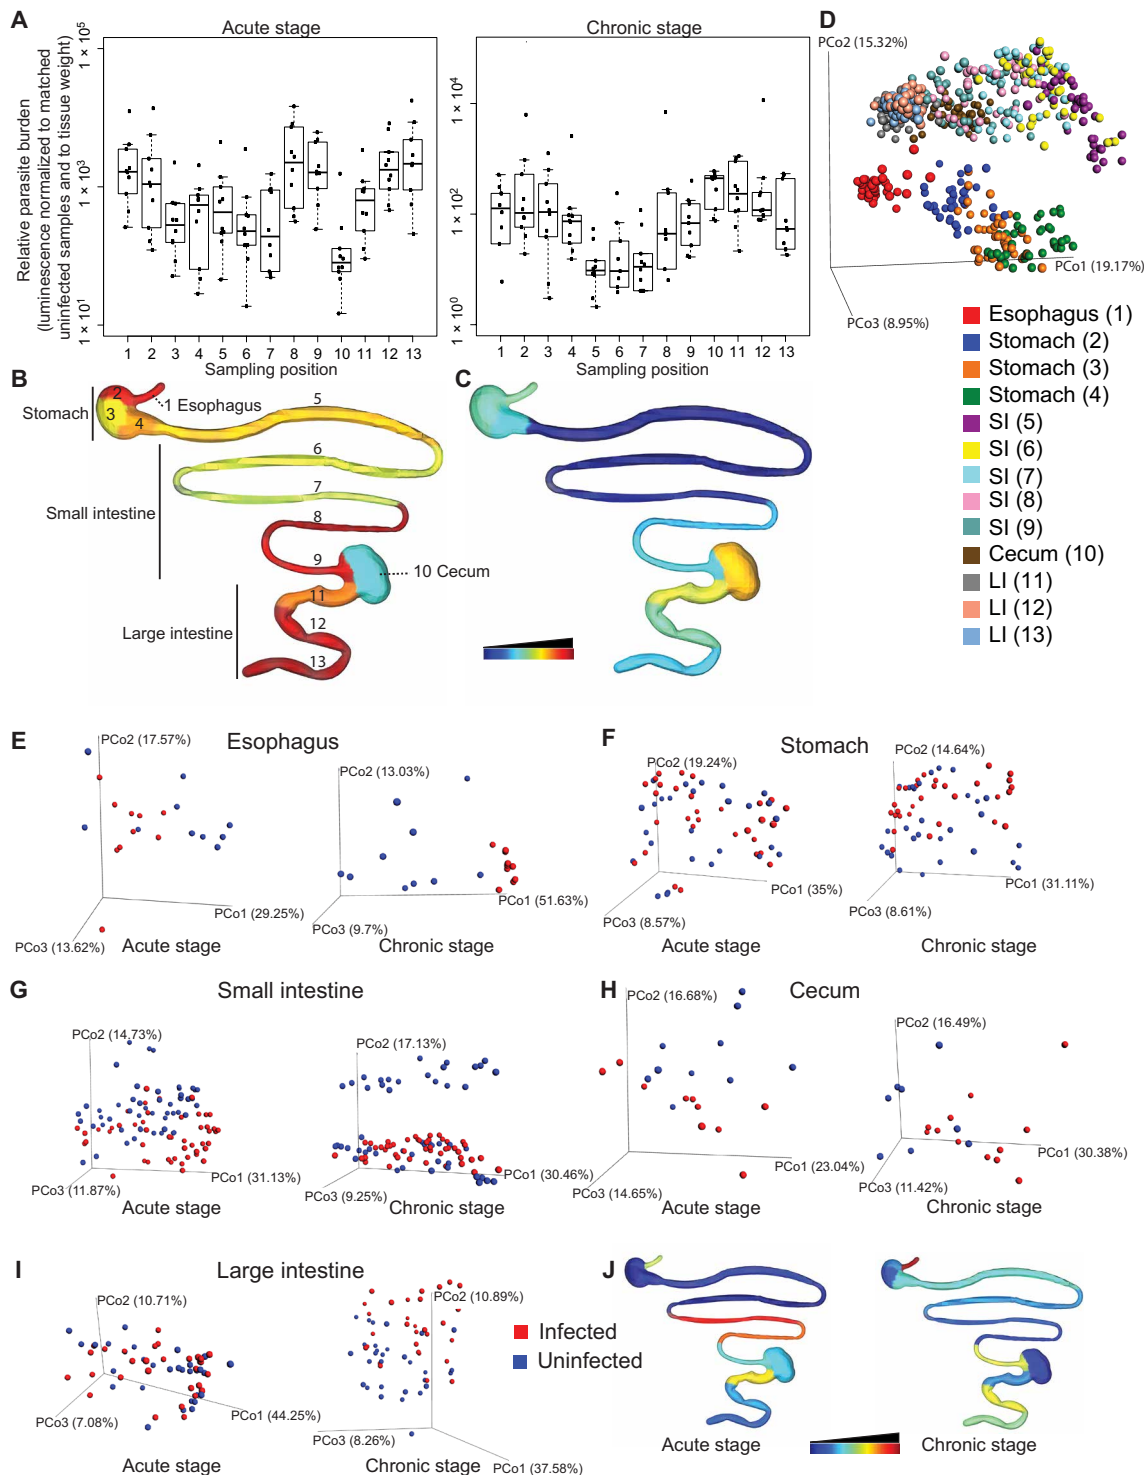 A
Acute stage
Chronic stage
Relative parasite burden
(luminescence normalized to matched
uninfected samples and to tissue weight)
1 × 10⁵
1 × 10³
1 × 10¹
1 × 10⁴
1 × 10²
1 × 10⁰
1 2 3 4 5 6 7 8 9 10 11 12 13
Sampling position
1 2 3 4 5 6 7 8 9 10 11 12 13
Sampling position
D
PCo2 (15.32%)
PCo1 (19.17%)
PCo3 (8.95%)
Esophagus (1)
Stomach (2)
Stomach (3)
Stomach (4)
SI (5)
SI (6)
SI (7)
SI (8)
SI (9)
Cecum (10)
LI (11)
LI (12)
LI (13)
B
Stomach
Small intestine
Large intestine
1 Esophagus
2
3
4
5
6
7
8
9
10 Cecum
11
12
13
C
E
Esophagus
PCo2 (17.57%)
PCo1 (29.25%)
PCo3 (13.62%)
Acute stage
PCo2 (13.03%)
PCo1 (51.63%)
PCo3 (9.7%)
Chronic stage
F
Stomach
PCo2 (19.24%)
PCo1 (35%)
PCo3 (8.57%)
Acute stage
PCo2 (14.64%)
PCo1 (31.11%)
PCo3 (8.61%)
Chronic stage
G
Small intestine
PCo2 (14.73%)
PCo1 (31.13%)
PCo3 (11.87%)
Acute stage
PCo2 (17.13%)
PCo1 (30.46%)
PCo3 (9.25%)
Chronic stage
H
Cecum
PCo2 (16.68%)
PCo1 (23.04%)
PCo3 (14.65%)
Acute stage
PCo2 (16.49%)
PCo1 (30.38%)
PCo3 (11.42%)
Chronic stage
I
Large intestine
PCo2 (10.71%)
PCo1 (44.25%)
PCo3 (7.08%)
Acute stage
PCo2 (10.89%)
PCo3 (8.26%)
PCo1 (37.58%)
Chronic stage
Infected
Uninfected
J
Acute stage
Chronic stage